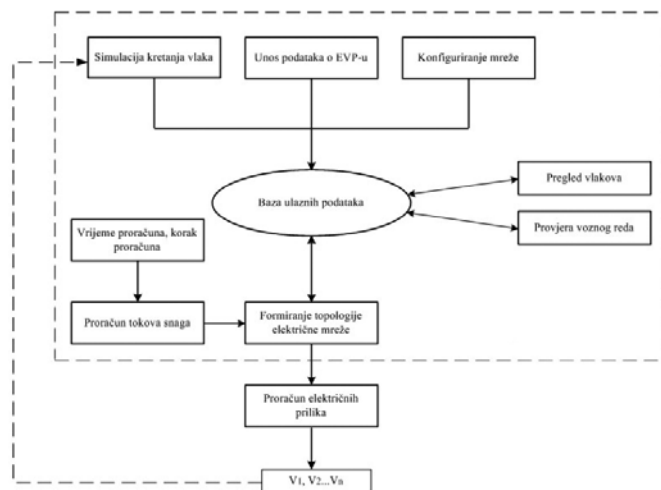 Simulacija kretanja vlaka
Unos podataka o EVP-u
Konfiguriranje mreže
Baza ulaznih podataka
Pregled vlakova
Provjera voznog reda
Vrijeme proračuna, korak
proračuna
Proračun tokova snaga
Formiranje topologije
električne mreže
Proračun električnih
prilika
V1, V2...Vn